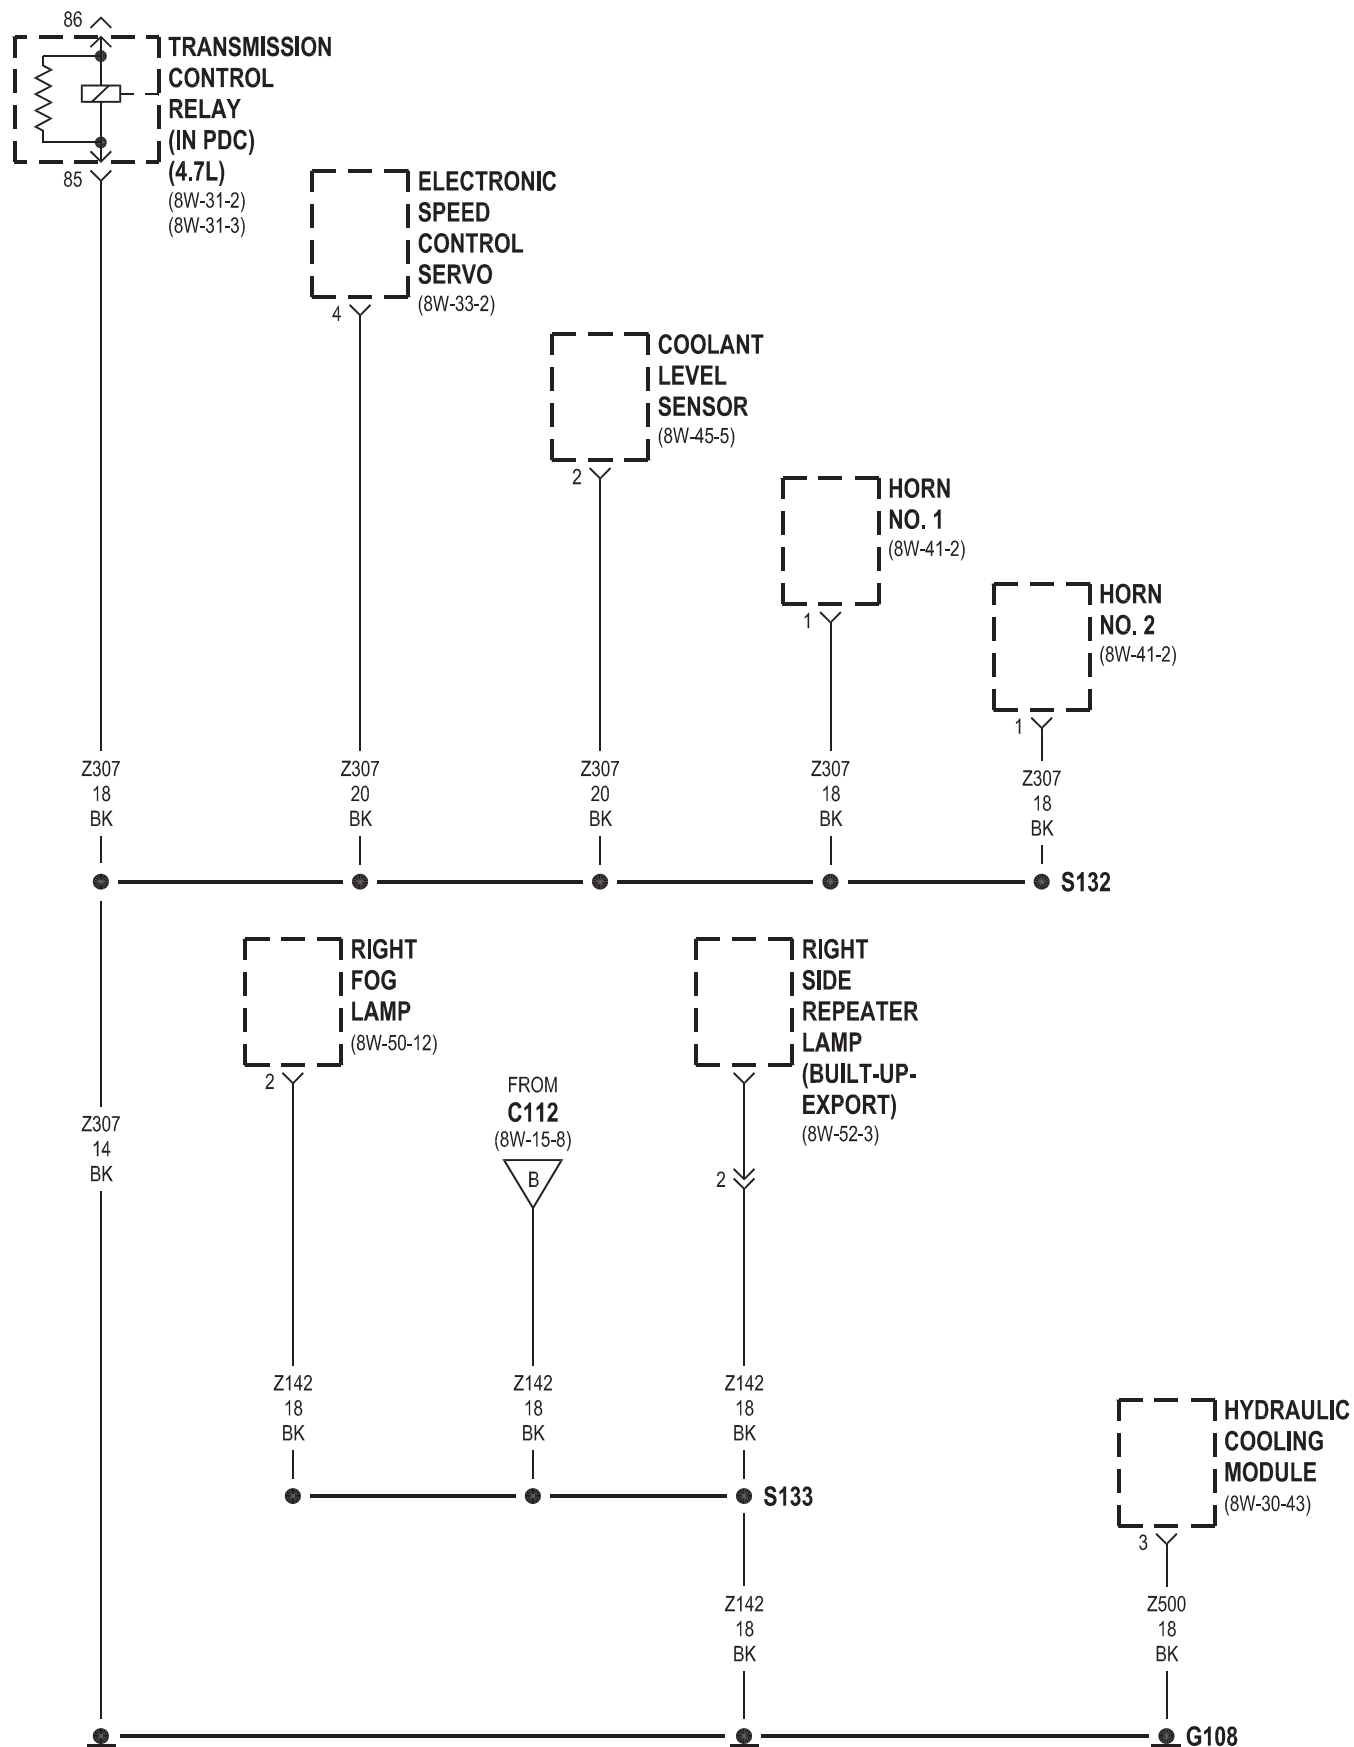 86
TRANSMISSION
CONTROL
RELAY
(IN PDC)
(4.7L)
(8W-31-2)
(8W-31-3)
85
ELECTRONIC
SPEED
CONTROL
SERVO
(8W-33-2)
4
COOLANT
LEVEL
SENSOR
(8W-45-5)
2
HORN
NO. 1
(8W-41-2)
1
HORN
NO. 2
(8W-41-2)
1
Z307
18
BK
Z307
20
BK
Z307
20
BK
Z307
18
BK
Z307
18
BK
S132
RIGHT
FOG
LAMP
(8W-50-12)
2
FROM
C112
(8W-15-8)
B
RIGHT
SIDE
REPEATER
LAMP
(BUILT-UP-
EXPORT)
(8W-52-3)
2
Z307
14
BK
Z142
18
BK
Z142
18
BK
Z142
18
BK
S133
HYDRAULIC
COOLING
MODULE
(8W-30-43)
3
Z142
18
BK
Z500
18
BK
G108